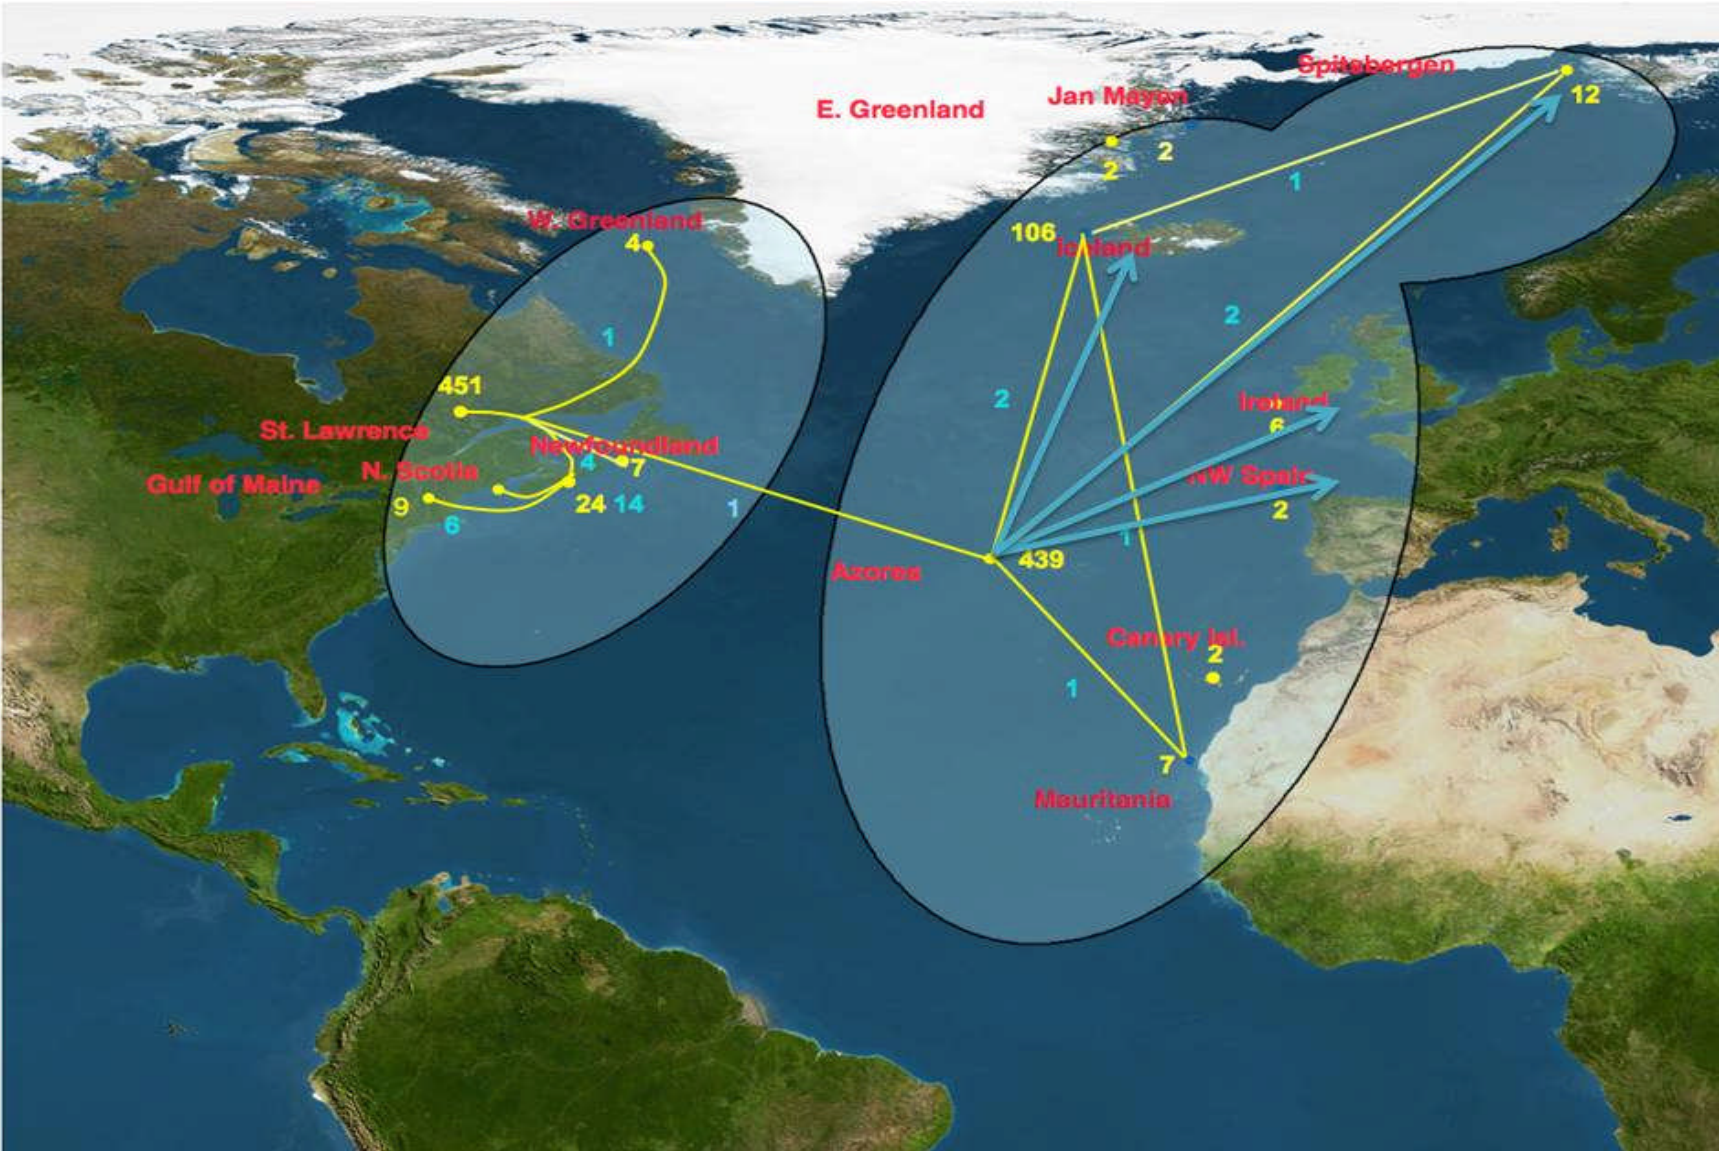 Spitsbergen
12
Jan Mayen
E. Greenland
2
2
1
W. Greenland
4
106
Iceland
1
2
451
2
Ireland
6
St. Lawrence
Newfoundland
4
7
N. Scotia
Gulf of Maine
NW Spain
9
6
24
14
1
2
1
439
Azores
Canary Isl.
2
1
7
Mauritania